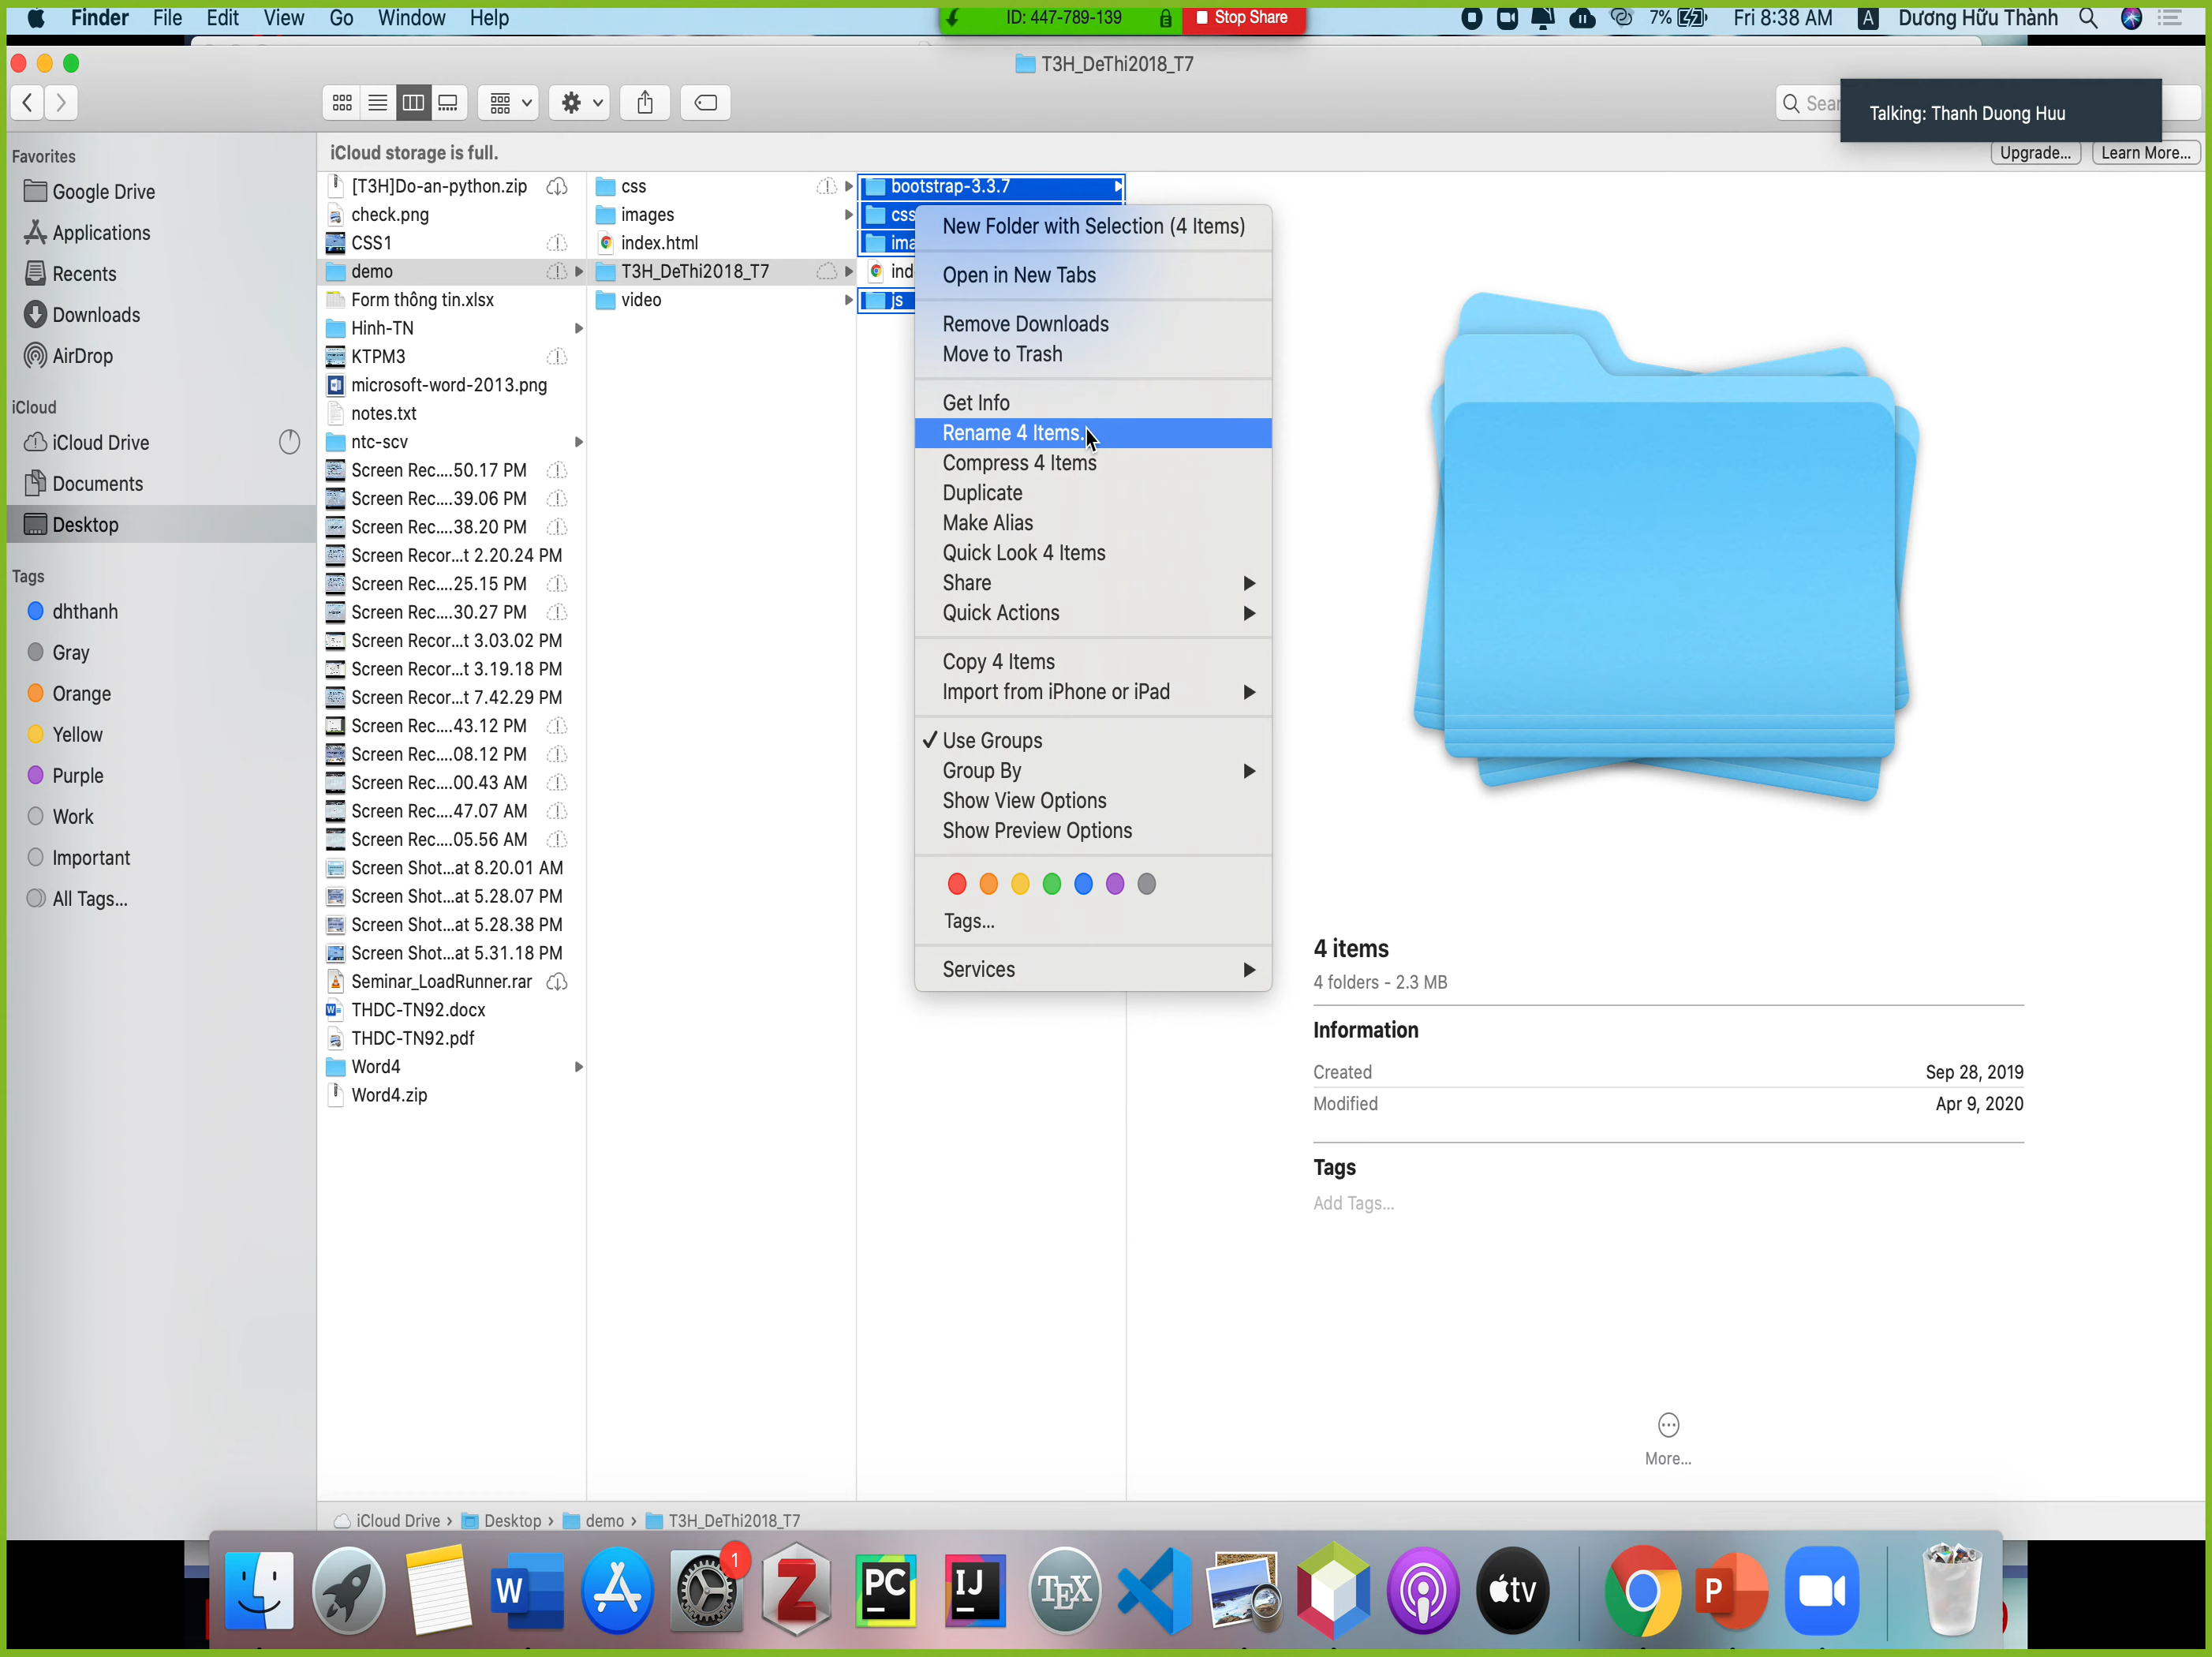 Finder File Edit View Go Window Help
ID: 447-789-139
Stop Share
7% Fri 8:38 AM A Dương Hữu Thành
T3H_DeThi2018_T7
Sear
Talking: Thanh Duong Huu
iCloud storage is full.
Upgrade... Learn More...
Favorites
Google Drive
Applications
Recents
Downloads
AirDrop
iCloud
iCloud Drive
Documents
Desktop
Tags
dhthanh
Gray
Orange
Yellow
Purple
Work
Important
All Tags...
[T3H]Do-an-python.zip
check.png
CSS1
demo
Form thông tin.xlsx
Hinh-TN
KTPM3
microsoft-word-2013.png
notes.txt
ntc-scv
Screen Rec....50.17 PM
Screen Rec....39.06 PM
Screen Rec....38.20 PM
Screen Recor...t 2.20.24 PM
Screen Rec....25.15 PM
Screen Rec....30.27 PM
Screen Recor...t 3.03.02 PM
Screen Recor...t 3.19.18 PM
Screen Recor...t 7.42.29 PM
Screen Rec....43.12 PM
Screen Rec....08.12 PM
Screen Rec....00.43 AM
Screen Rec....47.07 AM
Screen Rec....05.56 AM
Screen Shot...at 8.20.01 AM
Screen Shot...at 5.28.07 PM
Screen Shot...at 5.28.38 PM
Screen Shot...at 5.31.18 PM
Seminar_LoadRunner.rar
THDC-TN92.docx
THDC-TN92.pdf
Word4
Word4.zip
css
images
index.html
T3H_DeThi2018_T7
video
bootstrap-3.3.7
css
ima
ind
js
New Folder with Selection (4 Items)
Open in New Tabs
Remove Downloads
Move to Trash
Get Info
Rename 4 Items.
Compress 4 Items
Duplicate
Make Alias
Quick Look 4 Items
Share
Quick Actions
Copy 4 Items
Import from iPhone or iPad
Use Groups
Group By
Show View Options
Show Preview Options
Tags...
Services
4 items
4 folders - 2.3 MB
Information
Created Sep 28, 2019
Modified Apr 9, 2020
Tags
Add Tags...
More...
iCloud Drive › Desktop › demo › T3H_DeThi2018_T7
W
1
Z
PC
IJ
TEX
tv
P